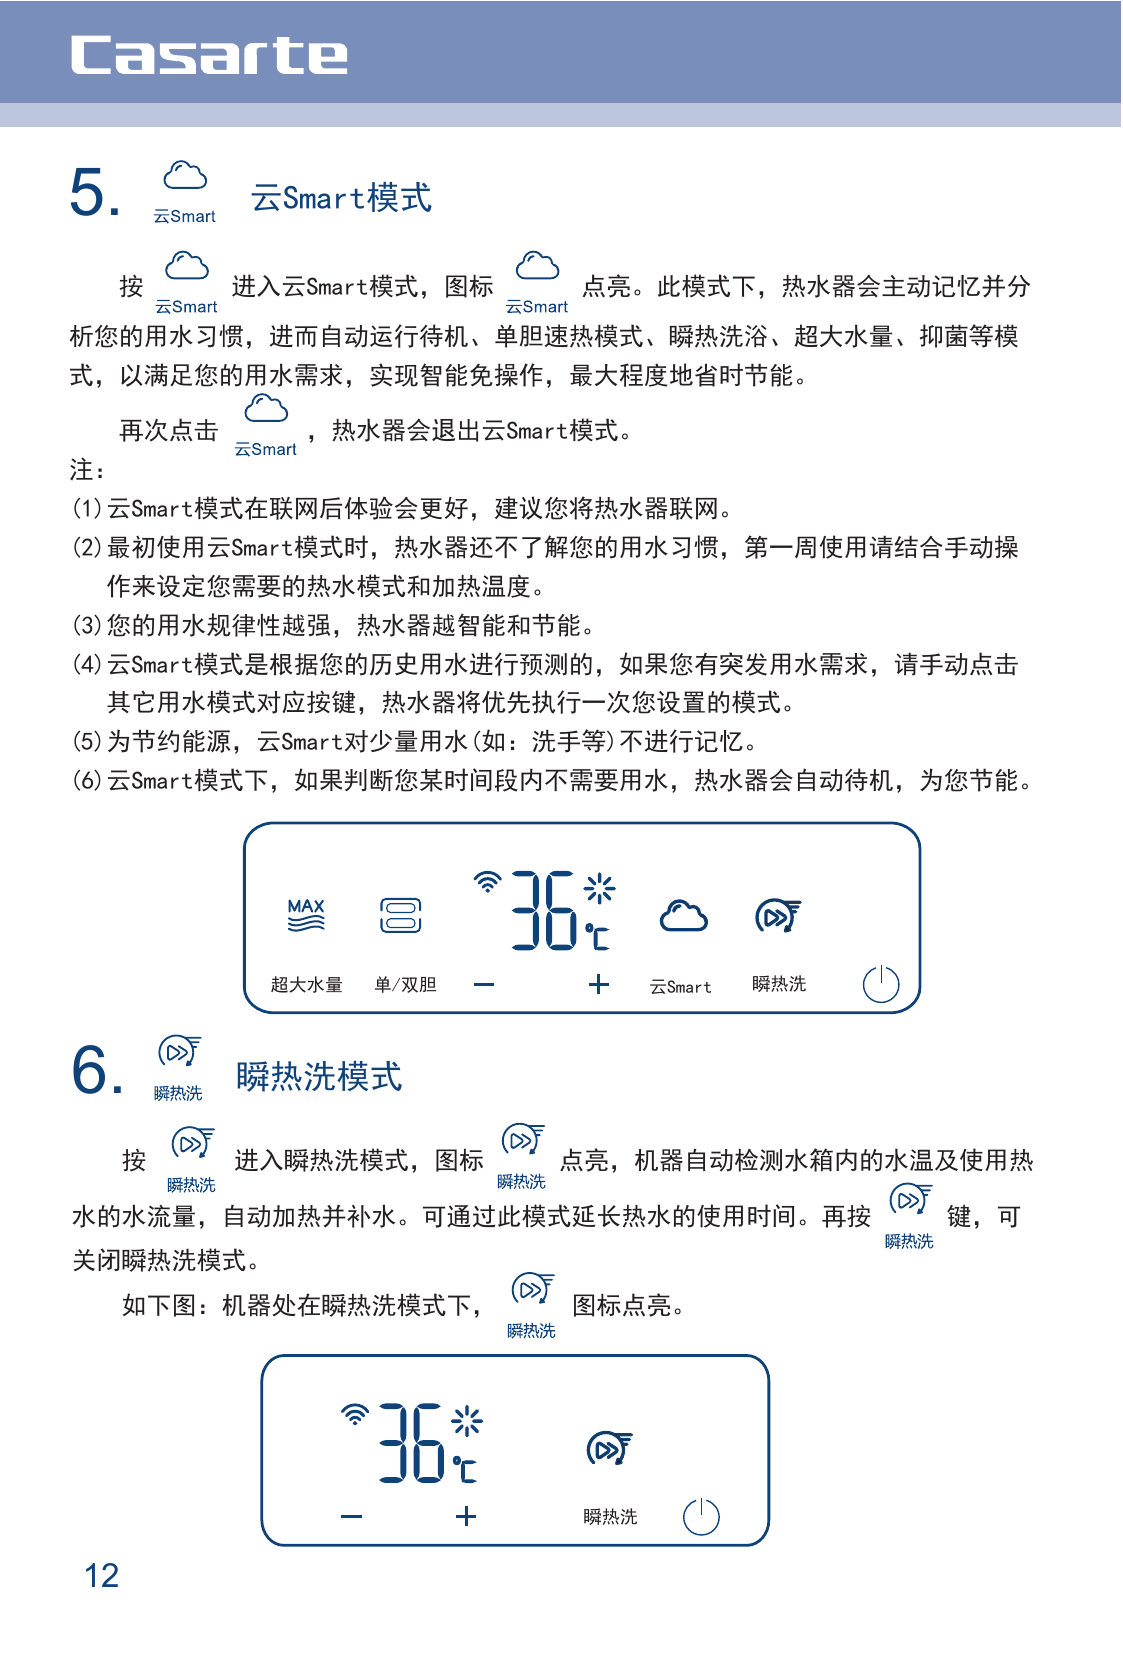 Casarte
5. 云Smart 云Smart模式
按 云Smart 进入云Smart模式，图标 云Smart 点亮。此模式下，热水器会主动记忆并分
析您的用水习惯，进而自动运行待机、单胆速热模式、瞬热洗浴、超大水量、抑菌等模
式，以满足您的用水需求，实现智能免操作，最大程度地省时节能。
再次点击 云Smart ，热水器会退出云Smart模式。
注：
(1)云Smart模式在联网后体验会更好，建议您将热水器联网。
(2)最初使用云Smart模式时，热水器还不了解您的用水习惯，第一周使用请结合手动操
作来设定您需要的热水模式和加热温度。
(3)您的用水规律性越强，热水器越智能和节能。
(4)云Smart模式是根据您的历史用水进行预测的，如果您有突发用水需求，请手动点击
其它用水模式对应按键，热水器将优先执行一次您设置的模式。
(5)为节约能源，云Smart对少量用水(如：洗手等)不进行记忆。
(6)云Smart模式下，如果判断您某时间段内不需要用水，热水器会自动待机，为您节能。
MAX 36℃
超大水量 单/双胆 − + 云Smart 瞬热洗
6. 瞬热洗 瞬热洗模式
按 瞬热洗 进入瞬热洗模式，图标 瞬热洗 点亮，机器自动检测水箱内的水温及使用热
水的水流量，自动加热并补水。可通过此模式延长热水的使用时间。再按 瞬热洗 键，可
关闭瞬热洗模式。
如下图：机器处在瞬热洗模式下， 瞬热洗 图标点亮。
36℃
− + 瞬热洗
12